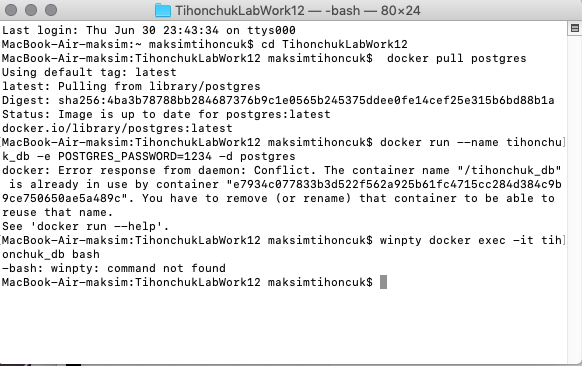 TihonchukLabWork12 — -bash — 80×24
Last login: Thu Jun 30 23:43:34 on ttys000
MacBook-Air-maksim:~ maksimtihoncuk$ cd TihonchukLabWork12
MacBook-Air-maksim:TihonchukLabWork12 maksimtihoncuk$  docker pull postgres
Using default tag: latest
latest: Pulling from library/postgres
Digest: sha256:4ba3b78788bb284687376b9c1e0565b245375ddee0fe14cef25e315b6bd88b1a
Status: Image is up to date for postgres:latest
docker.io/library/postgres:latest
[MacBook-Air-maksim:TihonchukLabWork12 maksimtihoncuk$ docker run --name tihonchu]
k_db -e POSTGRES_PASSWORD=1234 -d postgres
docker: Error response from daemon: Conflict. The container name "/tihonchuk_db"
 is already in use by container "e7934c077833b3d522f562a925b61fc4715cc284d384c9b
9ce750650ae5a489c". You have to remove (or rename) that container to be able to
reuse that name.
See 'docker run --help'.
[MacBook-Air-maksim:TihonchukLabWork12 maksimtihoncuk$ winpty docker exec -it tih]
onchuk_db bash
-bash: winpty: command not found
MacBook-Air-maksim:TihonchukLabWork12 maksimtihoncuk$